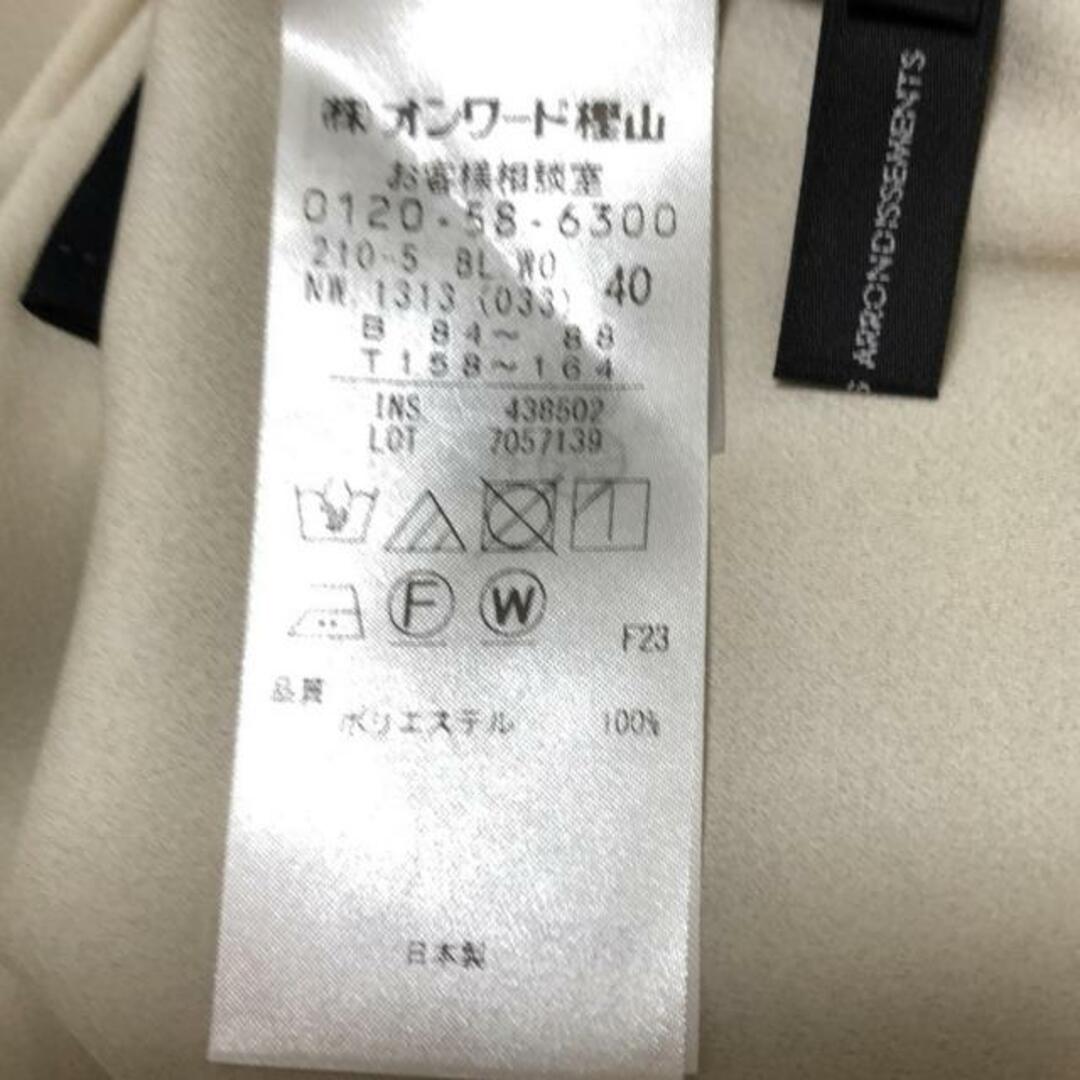 ㈱ オンワード樫山
お客様相談室
0120-58-6300
210-5 BL WO 40
NW 1313 (033)
B 84～ 88
T 158～164
INS 438502
LOT 7057139
F
W
F23
品質
ポリエステル 100%
日本製
S ARRONDISSEMENTS